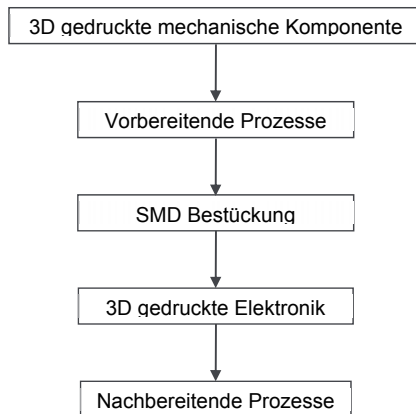 3D gedruckte mechanische Komponente
Vorbereitende Prozesse
SMD Bestückung
3D gedruckte Elektronik
Nachbereitende Prozesse